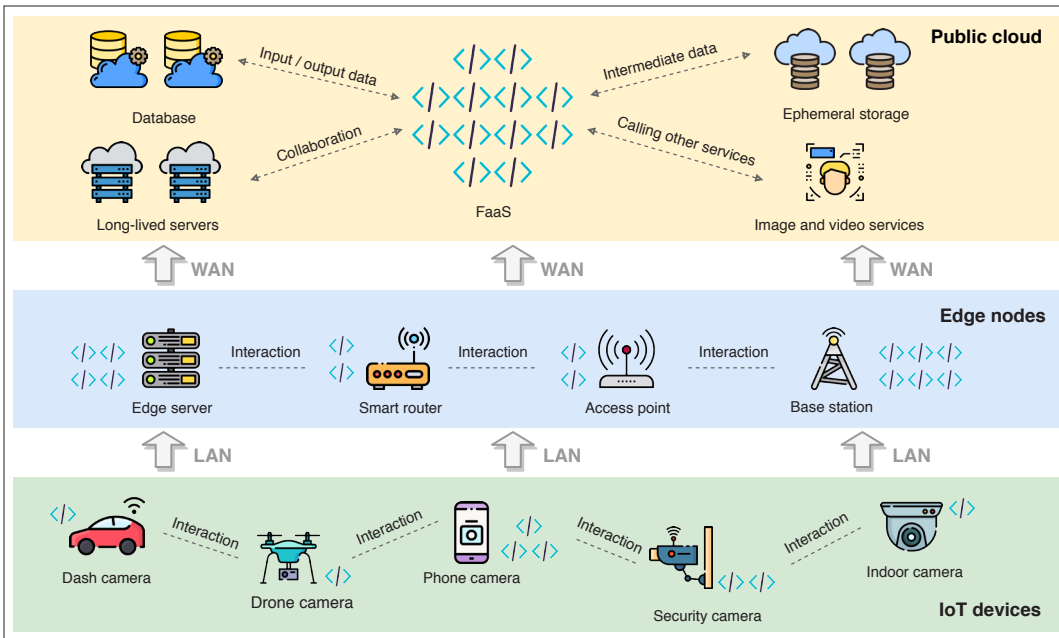 Public cloud
Input / output data
Intermediate data
Database
Ephemeral storage
Collaboration
Calling other services
Long-lived servers
FaaS
Image and video services
WAN
WAN
WAN
Edge nodes
Interaction
Interaction
Interaction
Edge server
Smart router
Access point
Base station
LAN
LAN
LAN
Interaction
Interaction
Interaction
Interaction
Dash camera
Drone camera
Phone camera
Security camera
Indoor camera
IoT devices